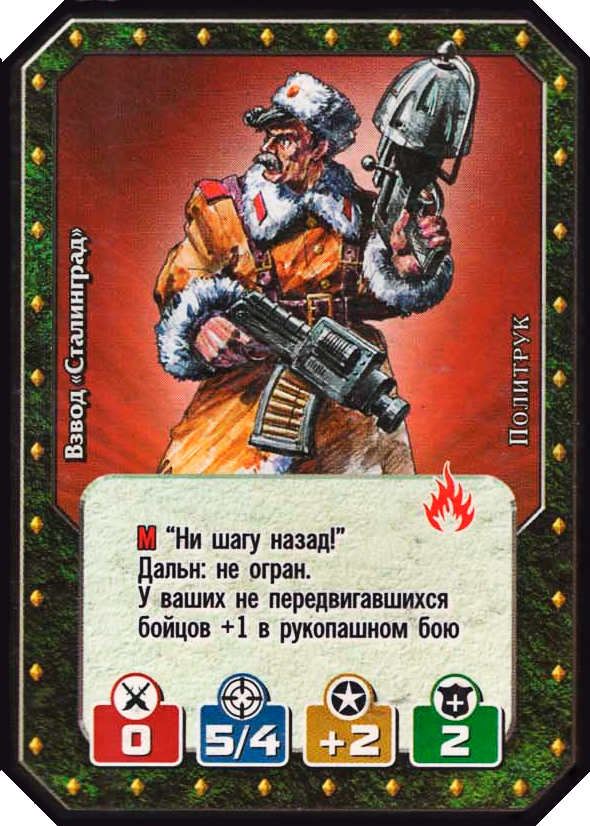 Взвод «Сталинград»
Политрук
М “Ни шагу назад!”
Дальн: не огран.
У ваших не передвигавшихся
бойцов +1 в рукопашном бою
0 5/4 +2 2